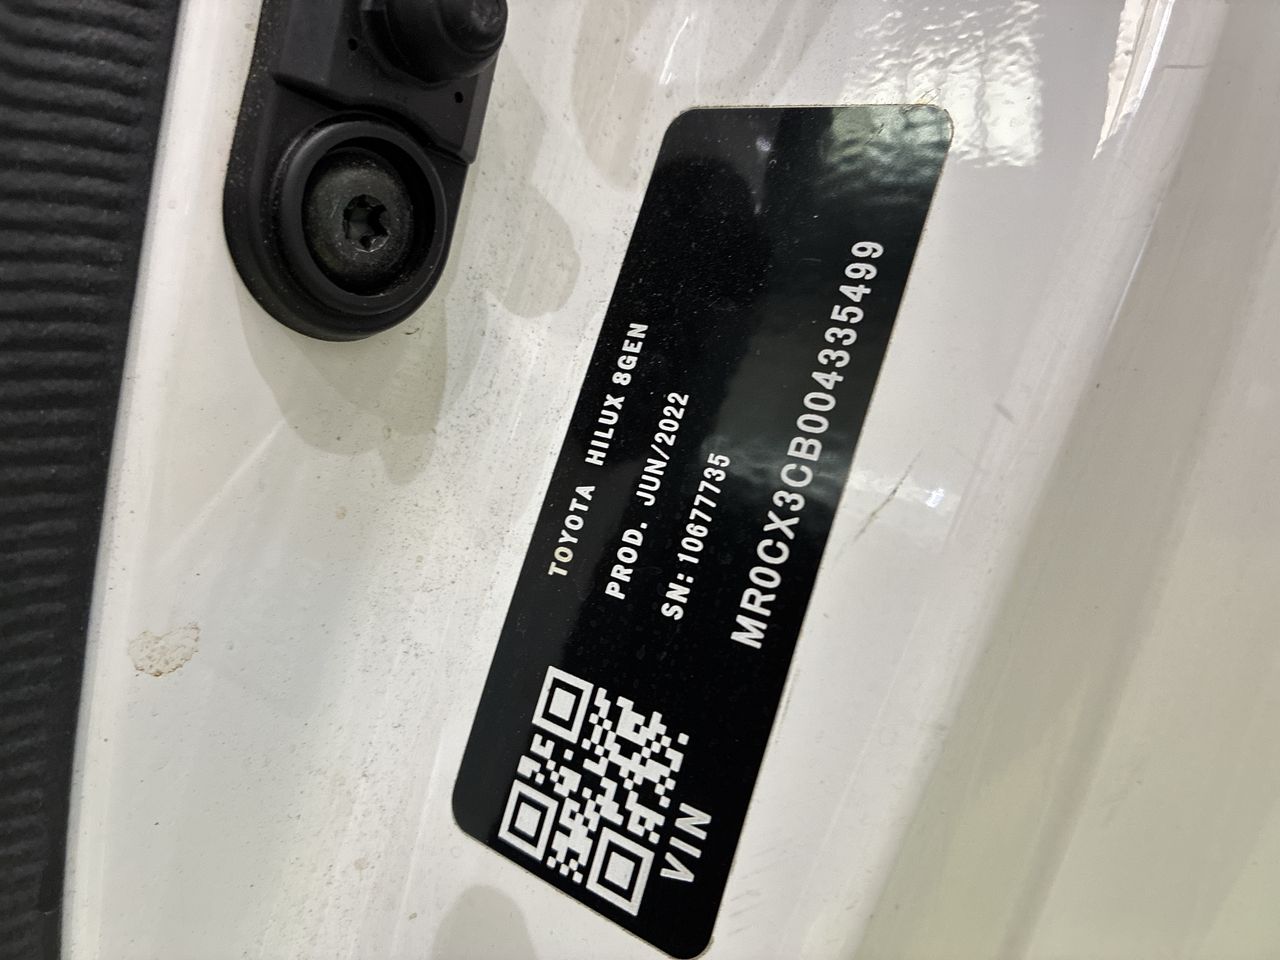 TOYOTA HILUX 8GEN
PROD. JUN/2022
SN: 10677735
VIN MR0CX3CB004335499